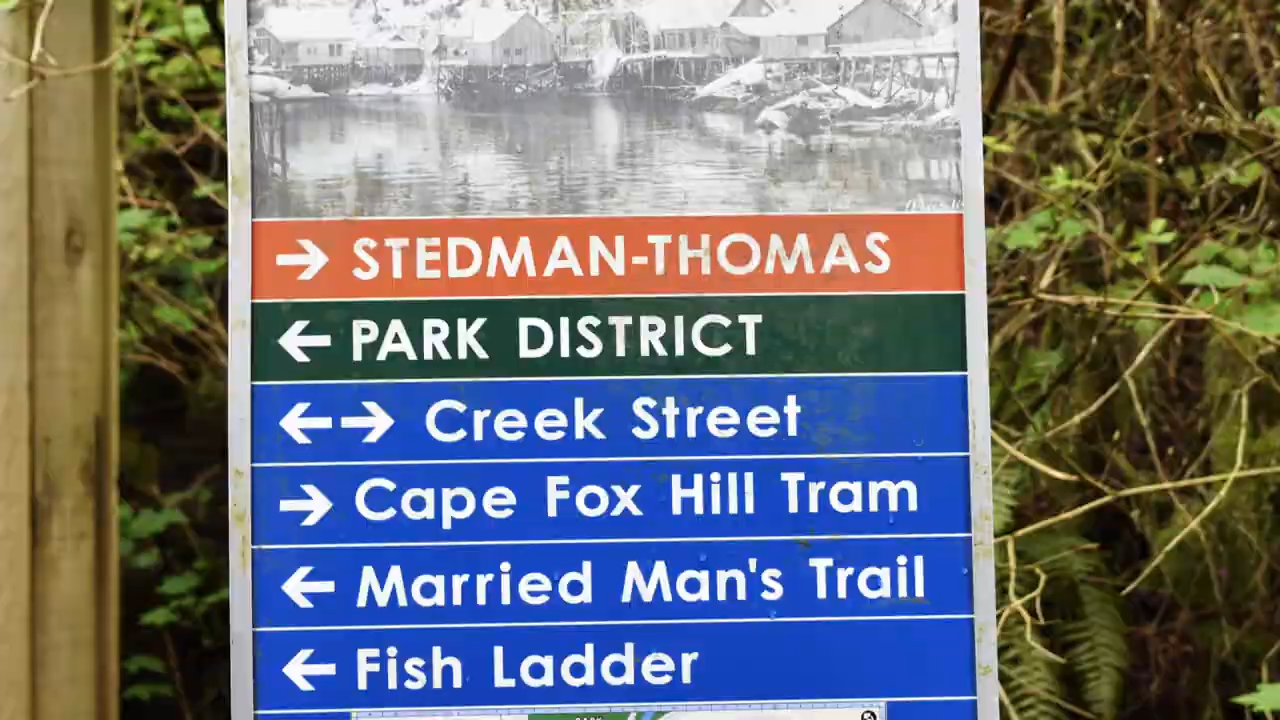 → STEDMAN-THOMAS
← PARK DISTRICT
←→ Creek Street
→ Cape Fox Hill Tram
← Married Man's Trail
← Fish Ladder